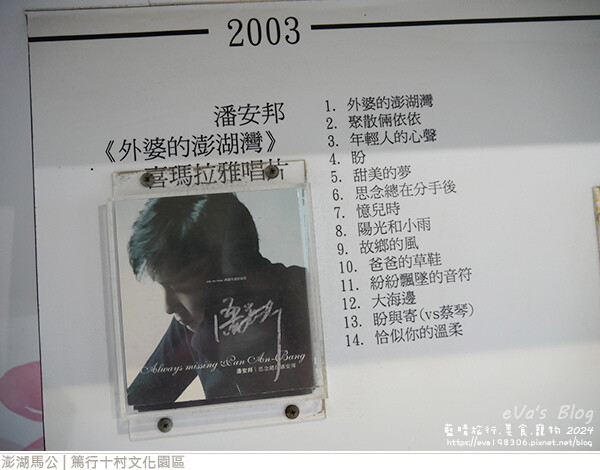 2003
潘安邦
《外婆的澎湖灣》
喜瑪拉雅唱片
1. 外婆的澎湖灣
2. 聚散倆依依
3. 年輕人的心聲
4. 盼
5. 甜美的夢
6. 思念總在分手後
7. 憶兒時
8. 陽光和小雨
9. 故鄉的風
10. 爸爸的草鞋
11. 紛紛飄墜的音符
12. 大海邊
13. 盼與寄(vs蔡琴)
14. 恰似你的溫柔
潘安邦
Always missing Pan An-Bang
eVa's Blog
藍晴旅行.美食.寵物 2024
https://eva198306.pixnet.net/blog
澎湖馬公 | 篤行十村文化園區